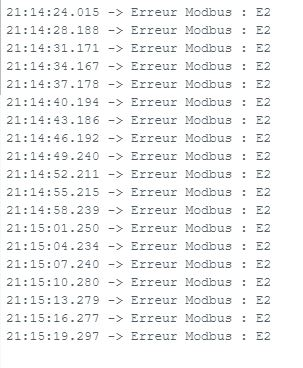 21:14:24.015 -> Erreur Modbus : E2
21:14:28.188 -> Erreur Modbus : E2
21:14:31.171 -> Erreur Modbus : E2
21:14:34.167 -> Erreur Modbus : E2
21:14:37.178 -> Erreur Modbus : E2
21:14:40.194 -> Erreur Modbus : E2
21:14:43.186 -> Erreur Modbus : E2
21:14:46.192 -> Erreur Modbus : E2
21:14:49.240 -> Erreur Modbus : E2
21:14:52.211 -> Erreur Modbus : E2
21:14:55.215 -> Erreur Modbus : E2
21:14:58.239 -> Erreur Modbus : E2
21:15:01.250 -> Erreur Modbus : E2
21:15:04.234 -> Erreur Modbus : E2
21:15:07.240 -> Erreur Modbus : E2
21:15:10.280 -> Erreur Modbus : E2
21:15:13.279 -> Erreur Modbus : E2
21:15:16.277 -> Erreur Modbus : E2
21:15:19.297 -> Erreur Modbus : E2